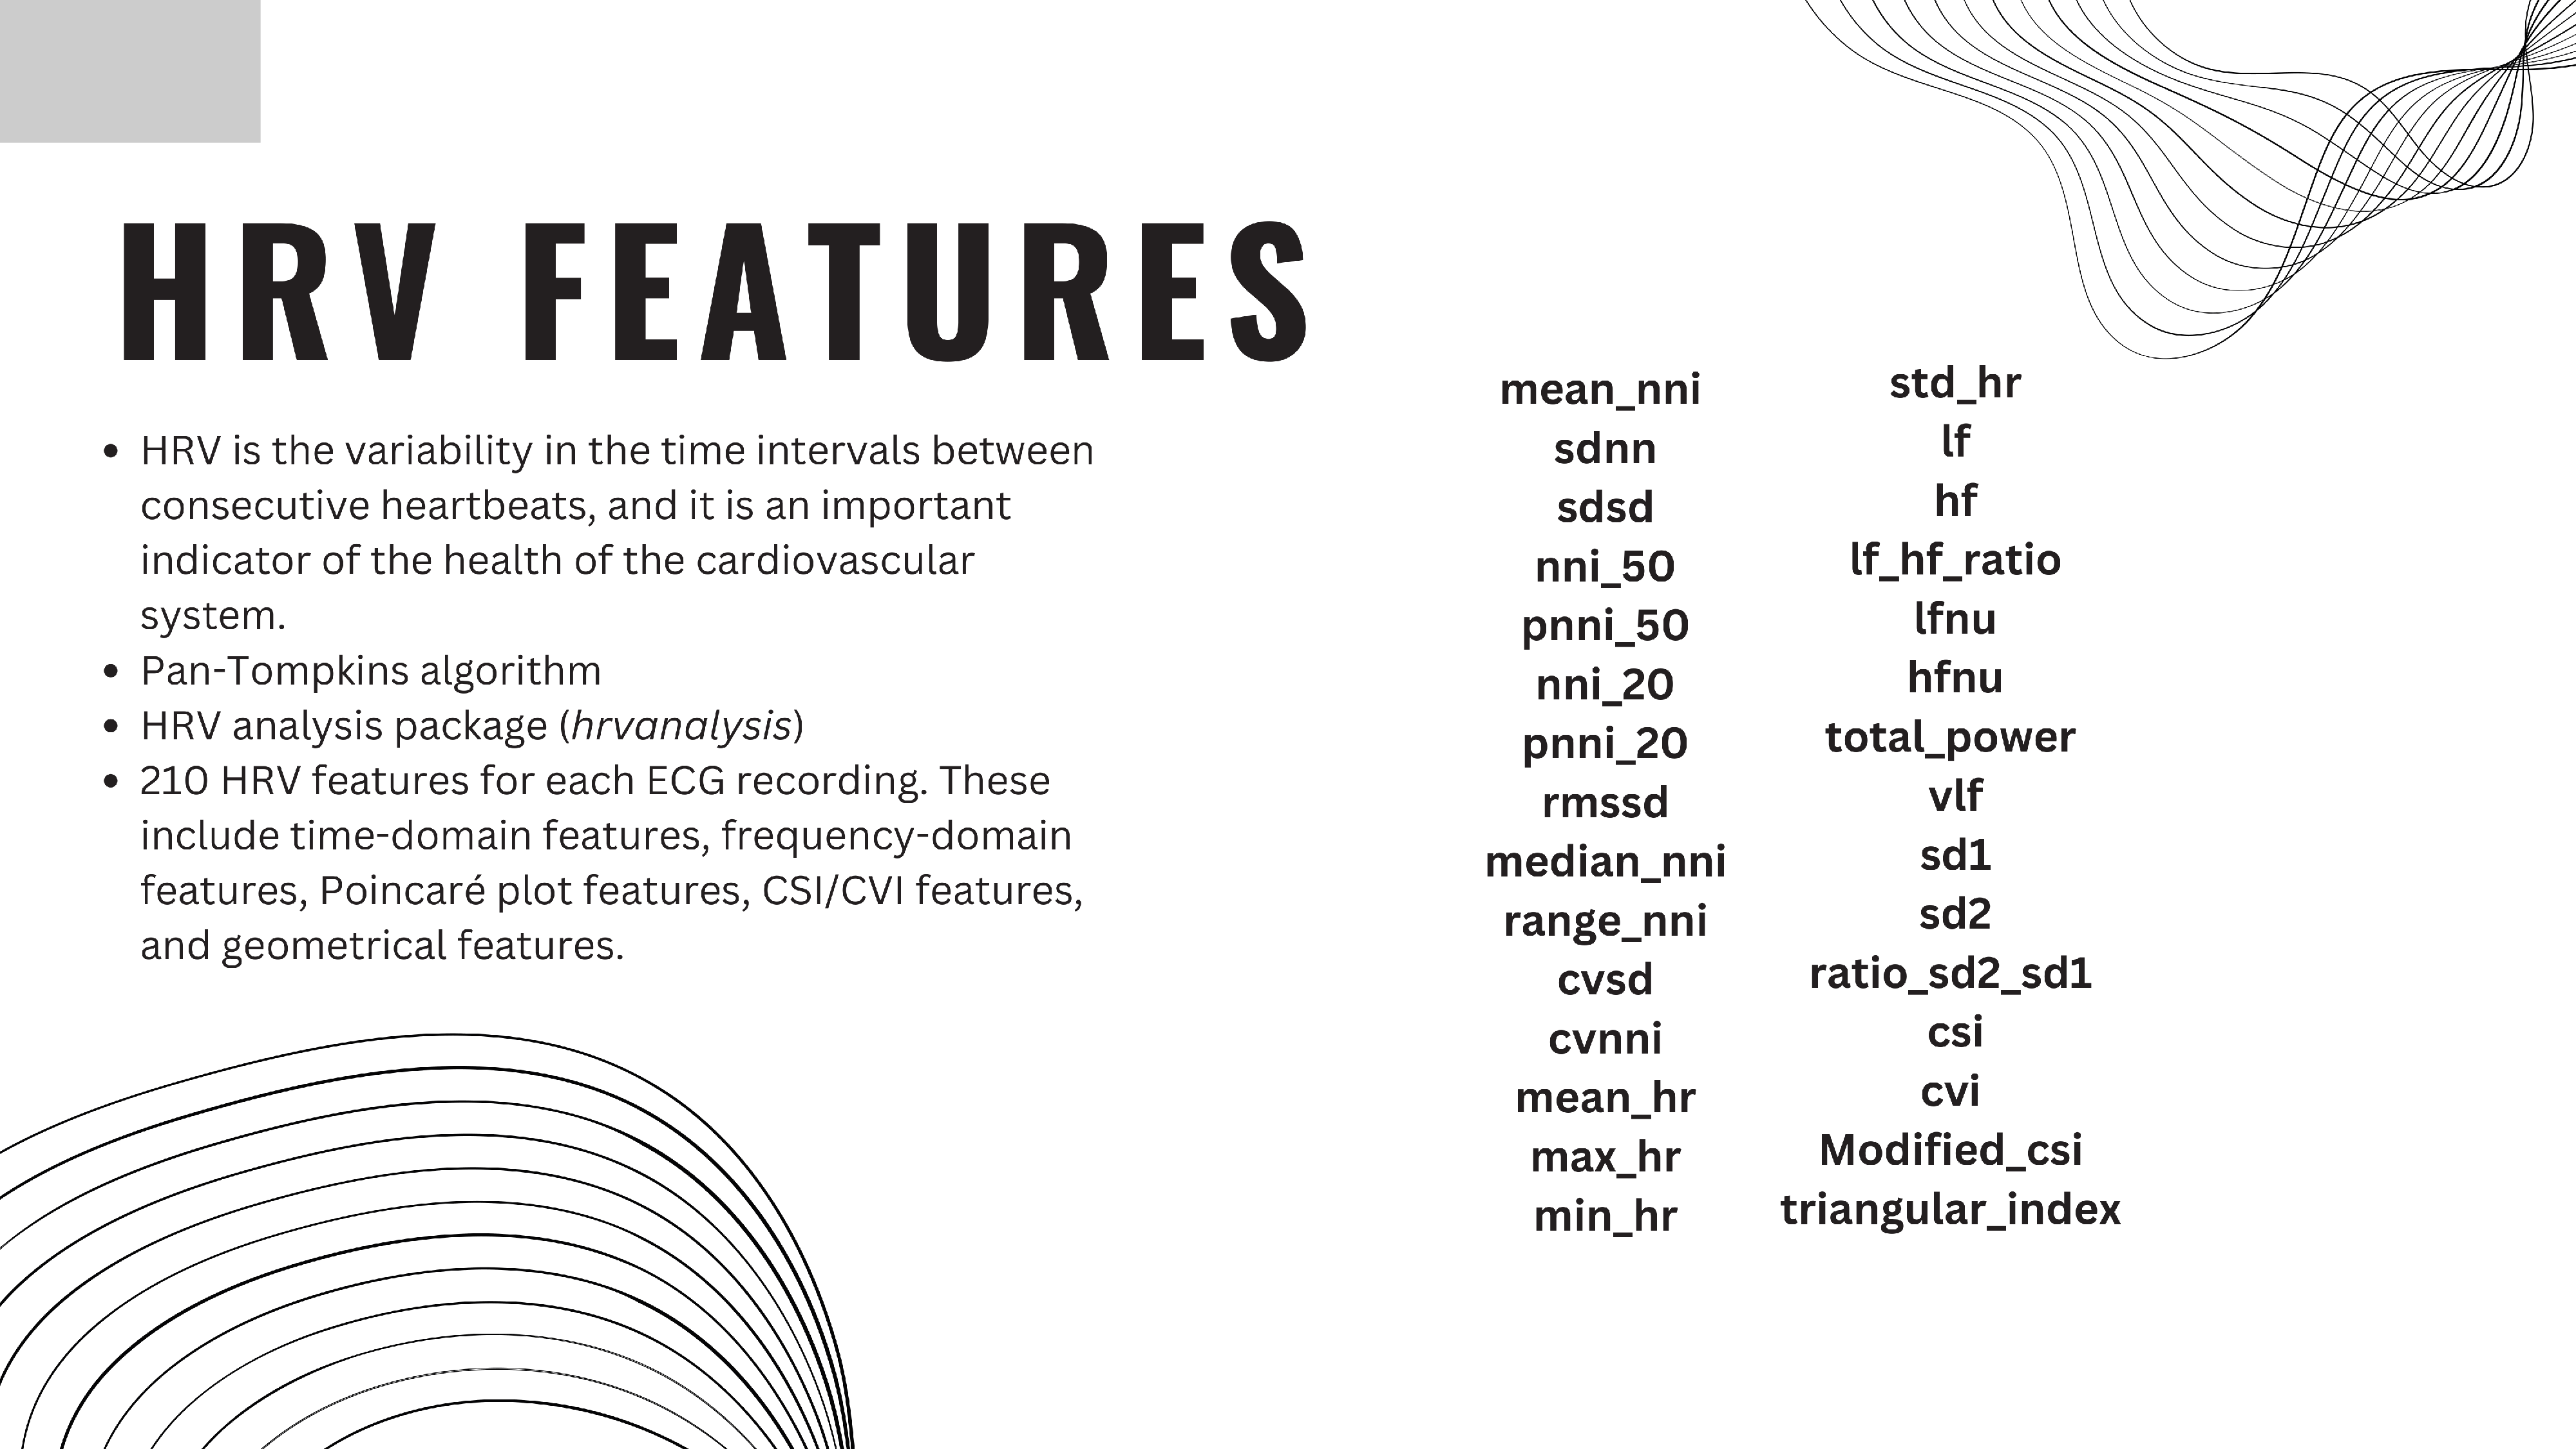 HRV FEATURES
• HRV is the variability in the time intervals between
consecutive heartbeats, and it is an important
indicator of the health of the cardiovascular
system.
• Pan-Tompkins algorithm
• HRV analysis package (hrvanalysis)
• 210 HRV features for each ECG recording. These
include time-domain features, frequency-domain
features, Poincaré plot features, CSI/CVI features,
and geometrical features.
mean_nni
sdnn
sdsd
nni_50
pnni_50
nni_20
pnni_20
rmssd
median_nni
range_nni
cvsd
cvnni
mean_hr
max_hr
min_hr
std_hr
lf
hf
lf_hf_ratio
lfnu
hfnu
total_power
vlf
sd1
sd2
ratio_sd2_sd1
csi
cvi
Modified_csi
triangular_index